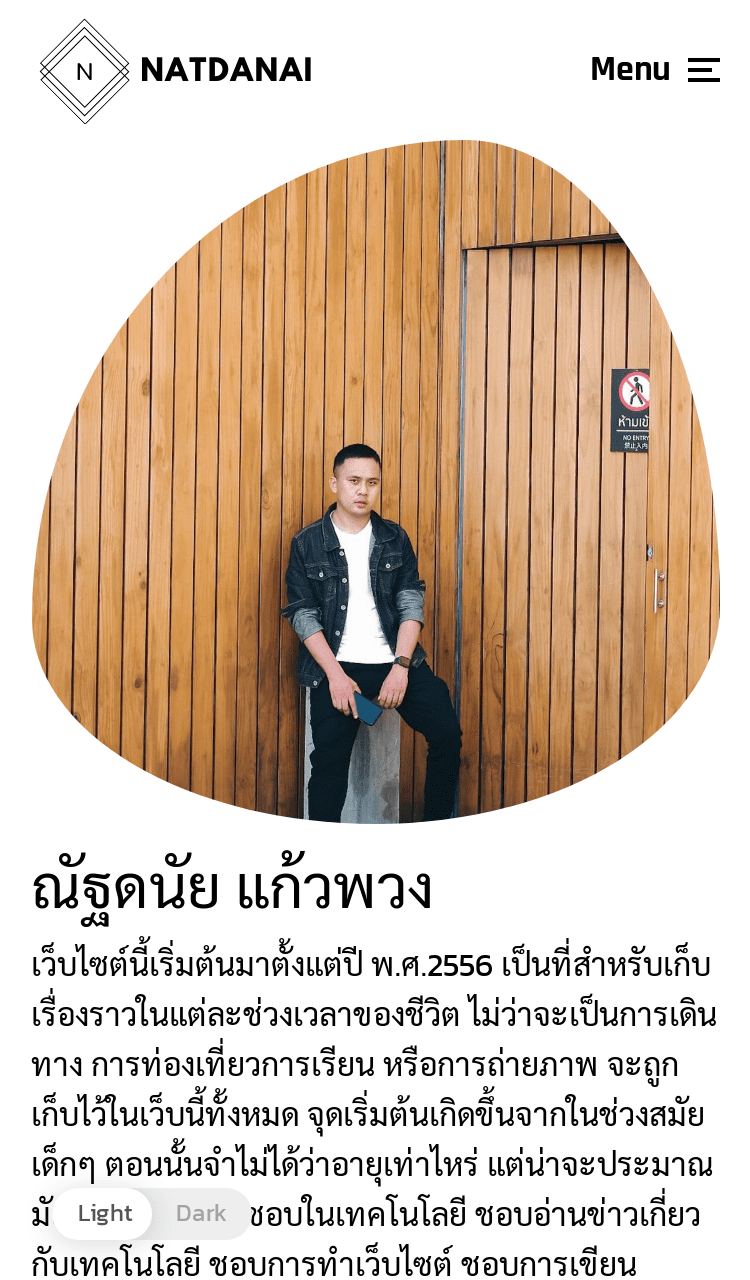 N NATDANAI
Menu
ห้ามเข้
NO ENTRY
禁止入内
ณัฐดนัย แก้วพวง
เว็บไซต์นี้เริ่มต้นมาตั้งแต่ปี พ.ศ.2556 เป็นที่สำหรับเก็บ
เรื่องราวในแต่ละช่วงเวลาของชีวิต ไม่ว่าจะเป็นการเดิน
ทาง การท่องเที่ยวการเรียน หรือการถ่ายภาพ จะถูก
เก็บไว้ในเว็บนี้ทั้งหมด จุดเริ่มต้นเกิดขึ้นจากในช่วงสมัย
เด็กๆ ตอนนั้นจำไม่ได้ว่าอายุเท่าไหร่ แต่น่าจะประมาณ
ชอบในเทคโนโลยี ชอบอ่านข่าวเกี่ยว
Light Dark
กับเทคโนโลยี ชอบการทำเว็บไซต์ ชอบการเขียน